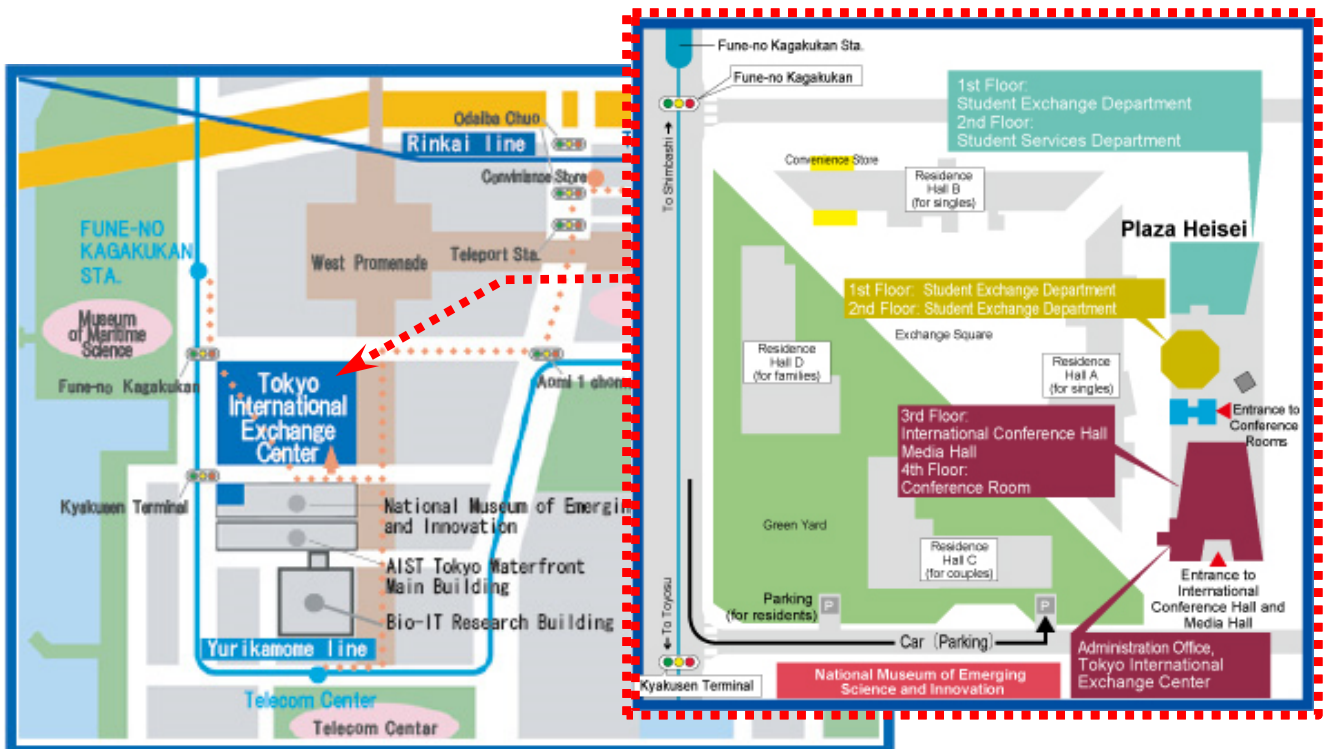 Odaiba Chuo
Rinkai line
Convinience Store
FUNE-NO
KAGAKUKAN
STA.
West Promenade
Teleport Sta.
Museum
of Maritime
Science
Fune-no Kagakukan
Tokyo
International
Exchange
Center
Aomi 1 chom
Kyakusen Terminal
National Museum of Emergin
and Innovation
AIST Tokyo Waterfront
Main Building
Bio-IT Research Building
Yurikamome line
Telecom Center
Telecom Centar
Fune-no Kagakukan Sta.
Fune-no Kagakukan
To Shimbashi →
1st Floor:
Student Exchange Department
2nd Floor:
Student Services Department
Convenience Store
Residence
Hall B
(for singles)
Plaza Heisei
1st Floor: Student Exchange Department
2nd Floor: Student Exchange Department
Exchange Square
Residence
Hall D
(for families)
Residence
Hall A
(for singles)
Entrance to
Conference
Rooms
3rd Floor:
International Conference Hall
Media Hall
4th Floor:
Conference Room
Green Yard
Residence
Hall C
(for couples)
Entrance to
International
Conference Hall and
Media Hall
Parking
(for residents)
P
P
← To Toyosu
Car (Parking)
Administration Office,
Tokyo International
Exchange Center
National Museum of Emerging
Science and Innovation
Kyakusen Terminal